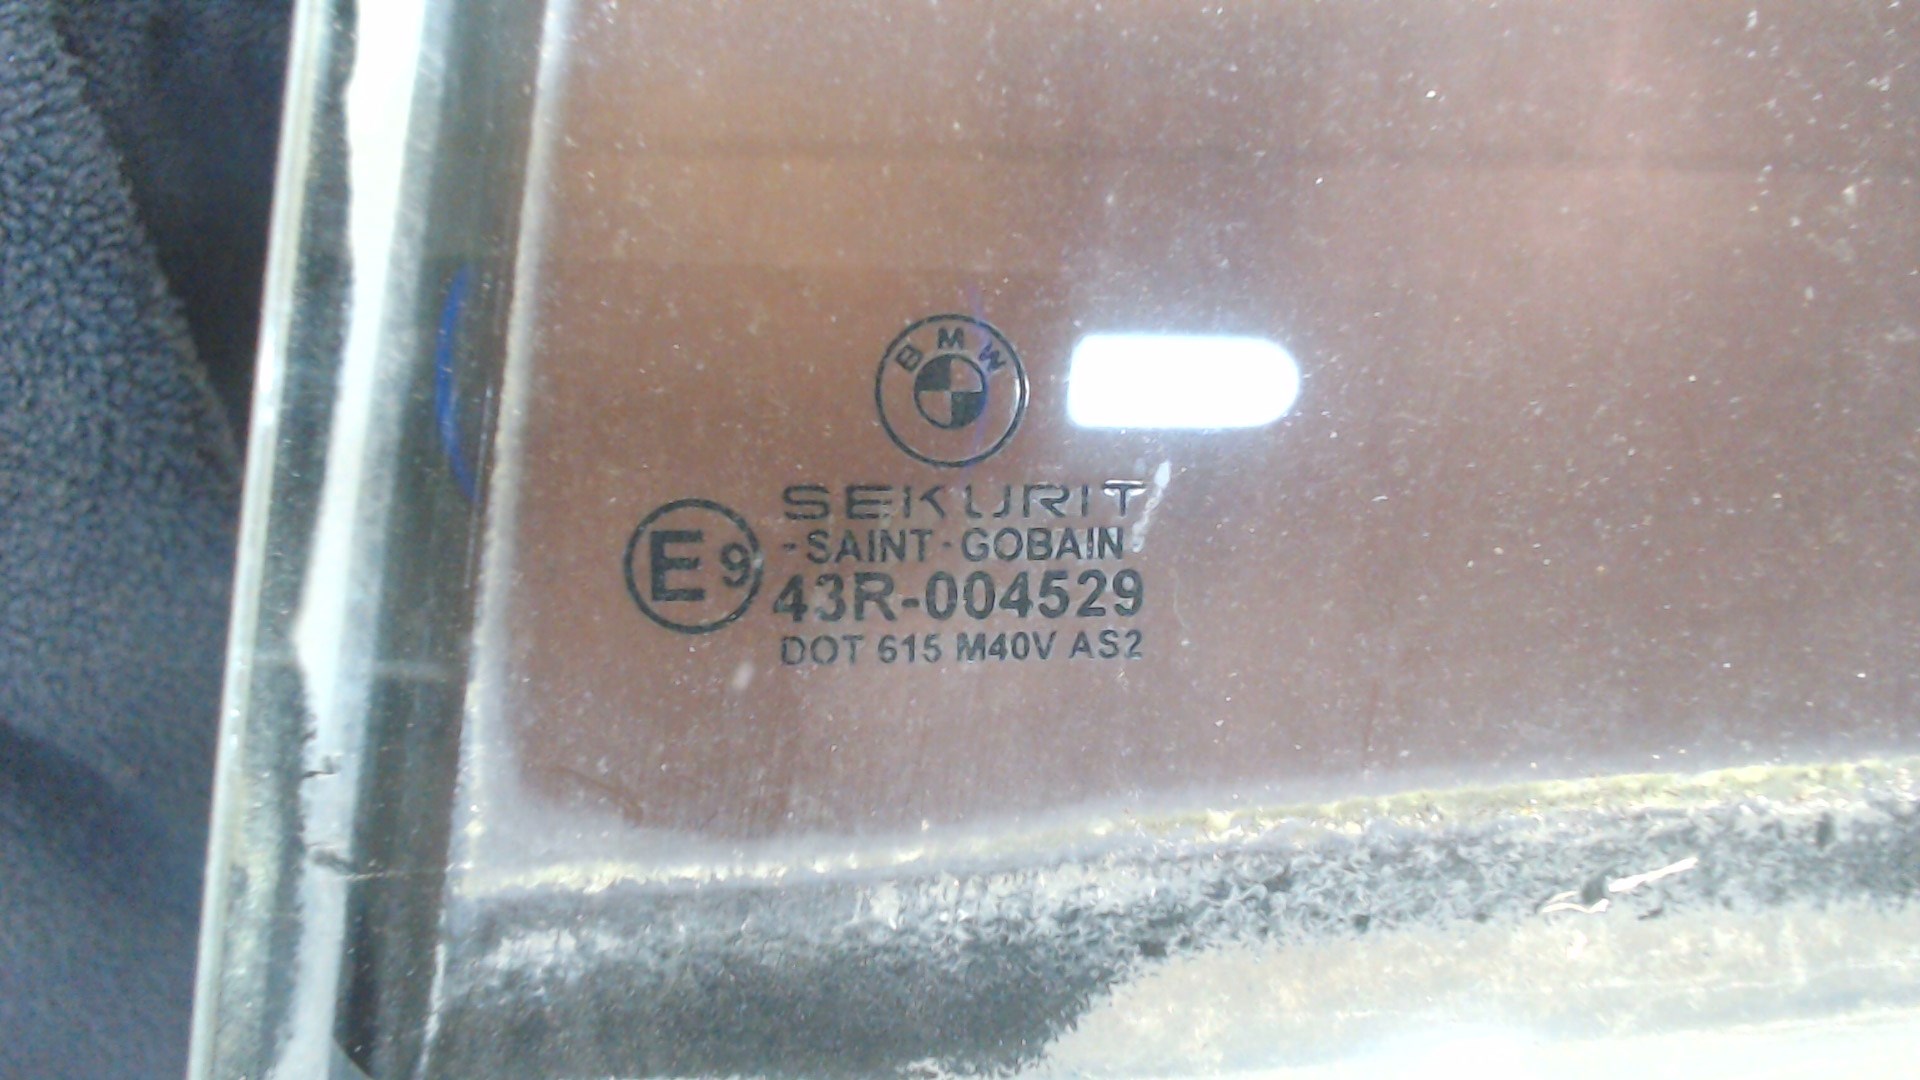 BMW
SEKURIT
-SAINT-GOBAIN
E9
43R-004529
DOT 615 M40V AS2